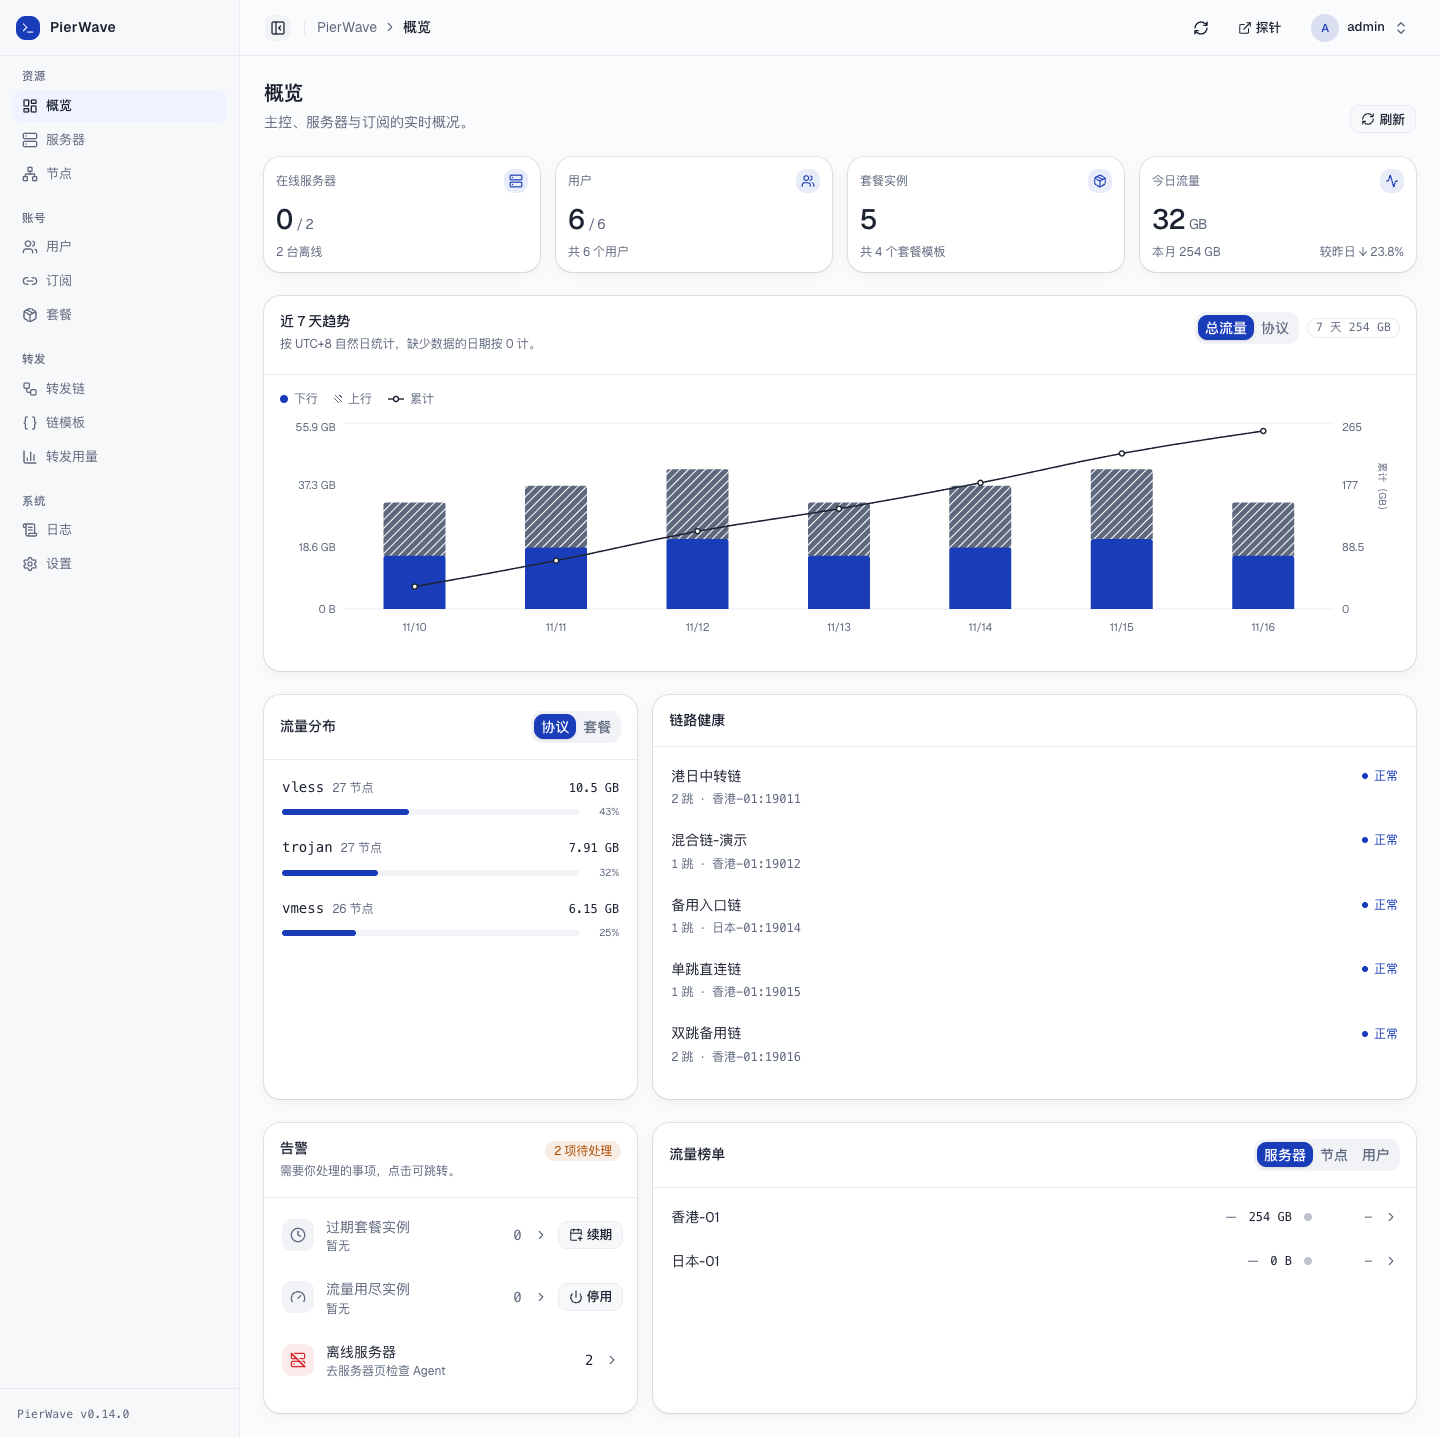 PierWave
PierWave > 概览
探针
A
admin
资源
概览
服务器
节点
账号
用户
订阅
套餐
转发
转发链
链模板
转发用量
系统
日志
设置
PierWave v0.14.0
概览
主控、服务器与订阅的实时概况。
刷新
在线服务器
0 / 2
2 台离线
用户
6 / 6
共 6 个用户
套餐实例
5
共 4 个套餐模板
今日流量
32 GB
本月 254 GB
较昨日 ↓ 23.8%
近 7 天趋势
按 UTC+8 自然日统计，缺少数据的日期按 0 计。
总流量 协议
7 天 254 GB
下行 上行 累计
55.9 GB
37.3 GB
18.6 GB
0 B
265
177
88.5
0
累计 (GB)
11/10 11/11 11/12 11/13 11/14 11/15 11/16
流量分布
协议 套餐
vless 27 节点 10.5 GB
43%
trojan 27 节点 7.91 GB
32%
vmess 26 节点 6.15 GB
25%
链路健康
港日中转链 正常
2 跳 · 香港-01:19011
混合链-演示 正常
1 跳 · 香港-01:19012
备用入口链 正常
1 跳 · 日本-01:19014
单跳直连链 正常
1 跳 · 香港-01:19015
双跳备用链 正常
2 跳 · 香港-01:19016
告警
2 项待处理
需要你处理的事项，点击可跳转。
过期套餐实例
暂无
0
续期
流量用尽实例
暂无
0
停用
离线服务器
去服务器页检查 Agent
2
流量榜单
服务器 节点 用户
香港-01 — 254 GB –
日本-01 — 0 B –